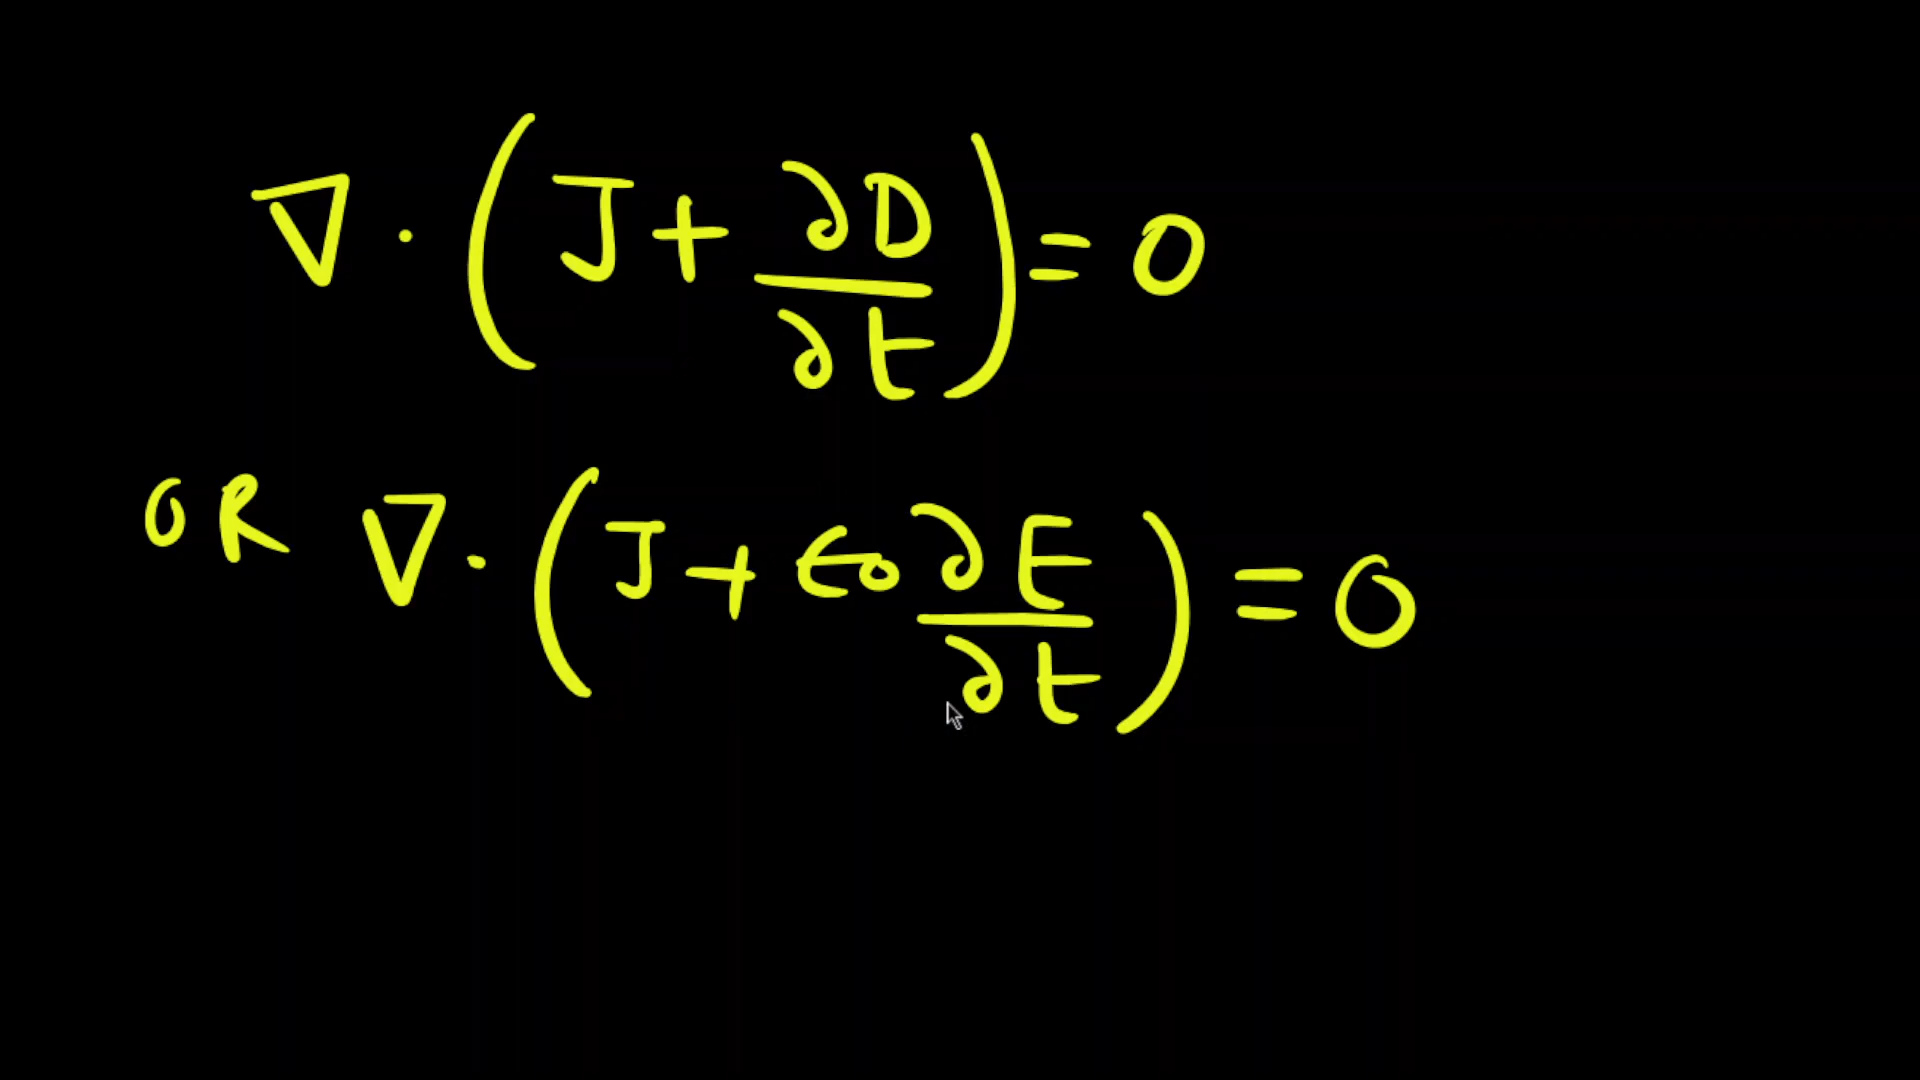 ∇ · (J + ∂D/∂t) = 0
OR ∇ · (J + ϵ₀ ∂E/∂t) = 0